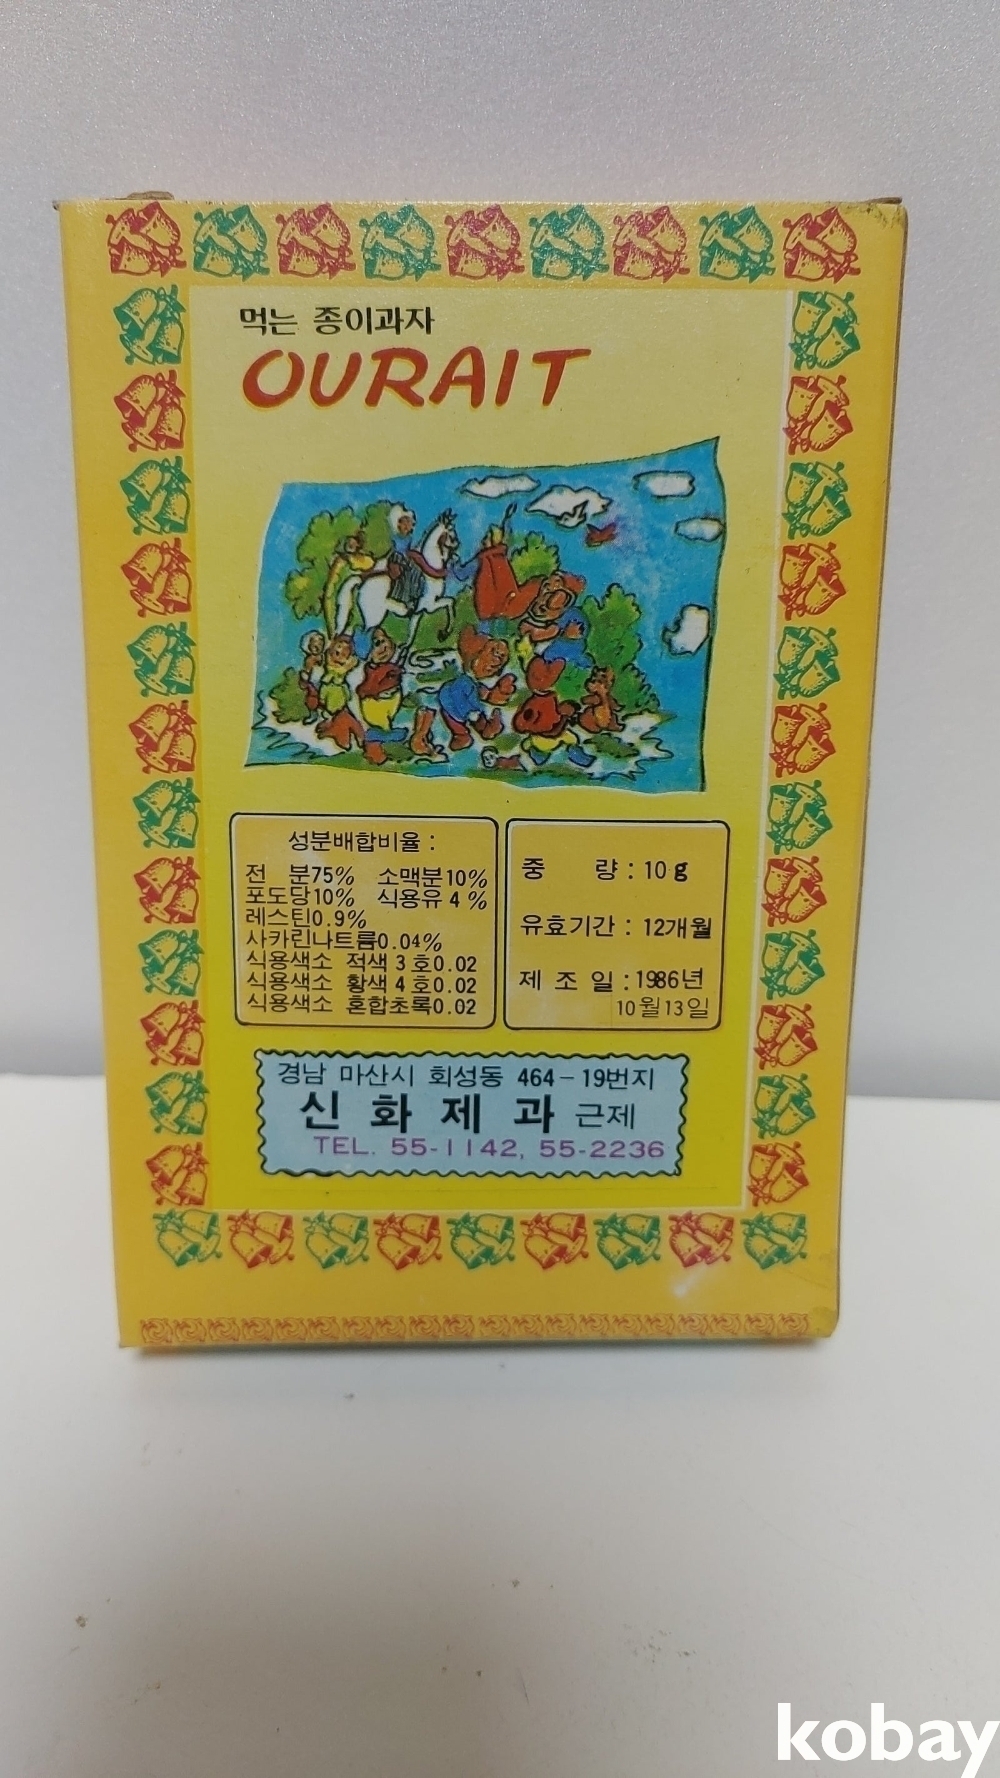 먹는 종이과자
OURAIT
성분배합비율 :
전 분75% 소맥분10%
포도당10% 식용유 4 %
레스틴0.9%
사카린나트륨0.04%
식용색소 적색 3 호0.02
식용색소 황색 4 호0.02
식용색소 혼합초록0.02
중 량 : 10 g
유효기간 : 12개월
제 조 일 : 1986년
10월 13일
경남 마산시 회성동 464 - 19번지
신 화 제 과 근제
TEL. 55-1142, 55-2236
kobay